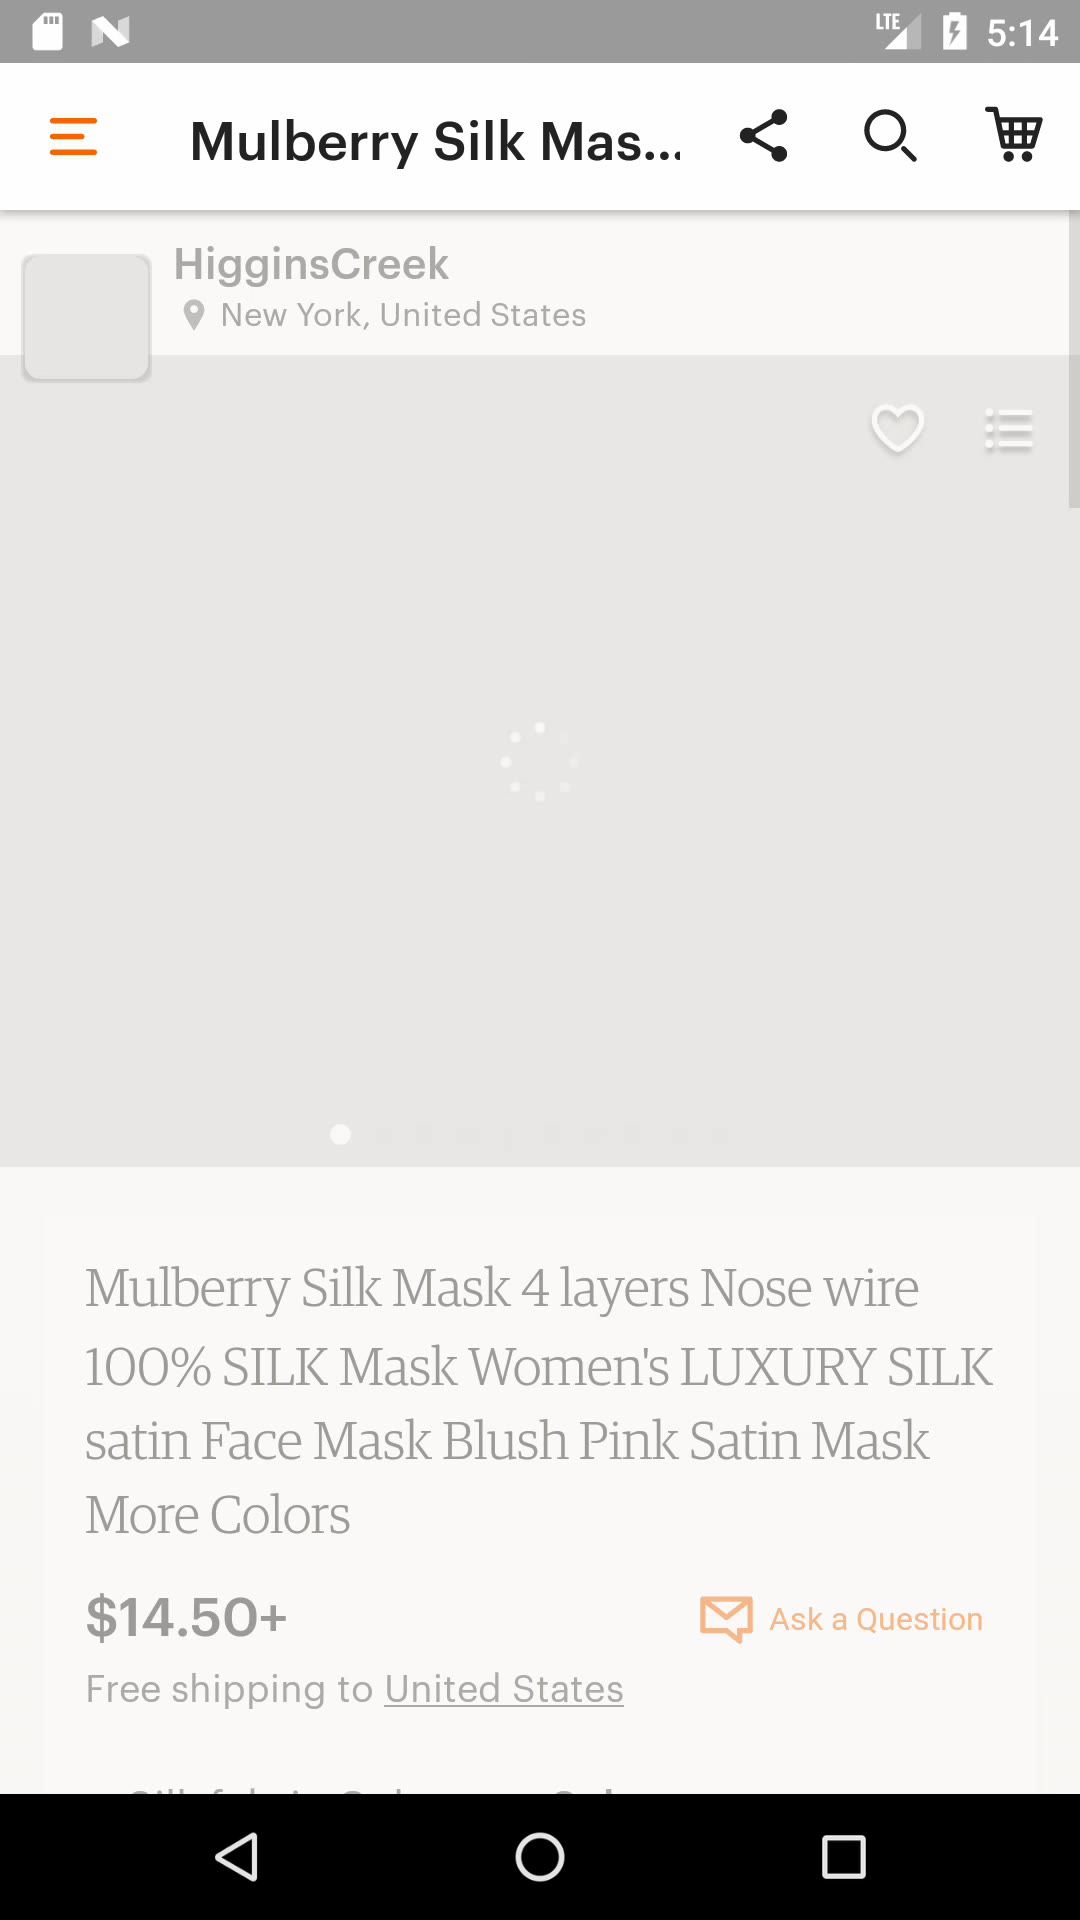 LTE 5:14
Mulberry Silk Mas...
HigginsCreek
New York, United States
Mulberry Silk Mask 4 layers Nose wire
100% SILK Mask Women's LUXURY SILK
satin Face Mask Blush Pink Satin Mask
More Colors
$14.50+
Ask a Question
Free shipping to United States